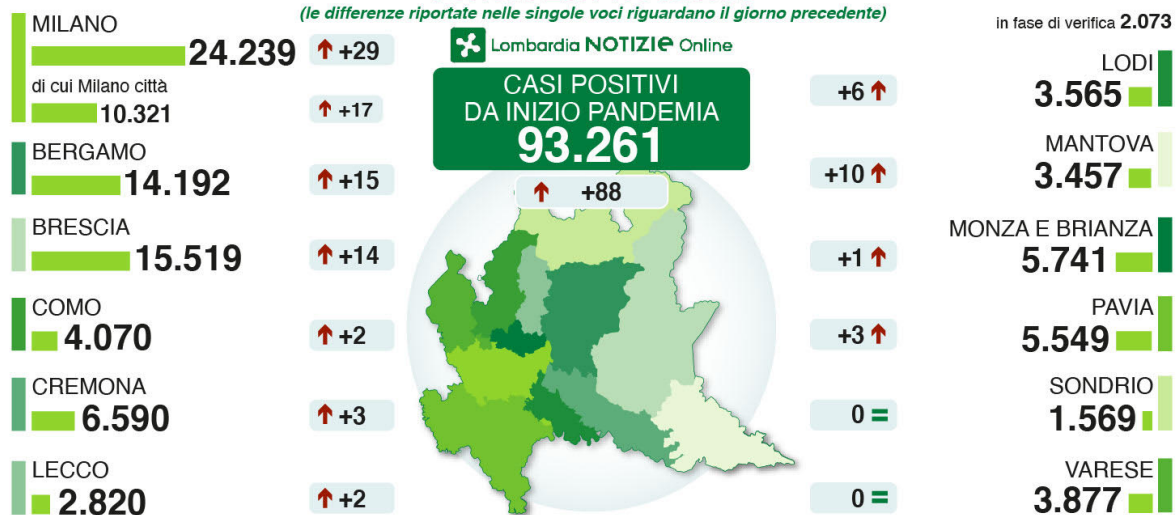 (le differenze riportate nelle singole voci riguardano il giorno precedente)
in fase di verifica 2.073
Lombardia NOTIZIE Online
CASI POSITIVI
DA INIZIO PANDEMIA
93.261
+88
MILANO
24.239 +29
di cui Milano città
10.321 +17
BERGAMO
14.192 +15
BRESCIA
15.519 +14
COMO
4.070 +2
CREMONA
6.590 +3
LECCO
2.820 +2
LODI
+6 3.565
MANTOVA
+10 3.457
MONZA E BRIANZA
+1 5.741
PAVIA
+3 5.549
SONDRIO
0 = 1.569
VARESE
0 = 3.877